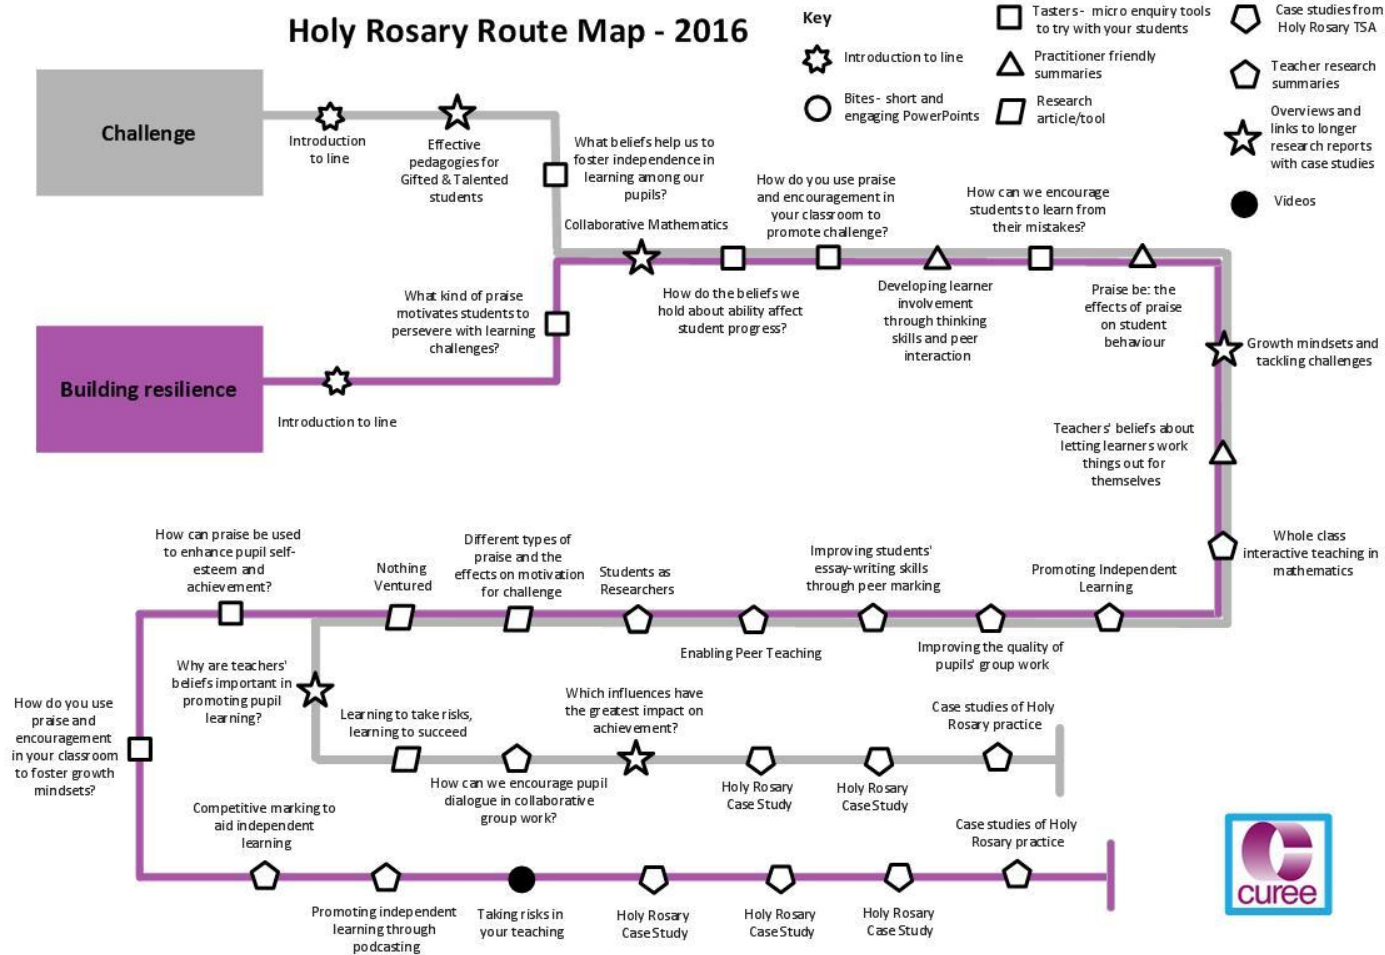 Holy Rosary Route Map - 2016
Key
Introduction to line
Bites - short and
engaging PowerPoints
Tasters - micro enquiry tools
to try with your students
Practitioner friendly
summaries
Research
article/tool
Case studies from
Holy Rosary TSA
Teacher research
summaries
Overviews and
links to longer
research reports
with case studies
Videos
Challenge
Introduction
to line
Effective
pedagogies for
Gifted & Talented
students
What beliefs help us to
foster independence in
learning among our
pupils?
Collaborative Mathematics
How do you use praise
and encouragement in
your classroom to
promote challenge?
How can we encourage
students to learn from
their mistakes?
What kind of praise
motivates students to
persevere with learning
challenges?
How do the beliefs we
hold about ability affect
student progress?
Developing learner
involvement
through thinking
skills and peer
interaction
Praise be: the
effects of praise
on student
behaviour
Growth mindsets and
tackling challenges
Building resilience
Introduction to line
Teachers' beliefs about
letting learners work
things out for
themselves
Whole class
interactive teaching in
mathematics
How can praise be used
to enhance pupil self-
esteem and
achievement?
Nothing
Ventured
Different types of
praise and the
effects on motivation
for challenge
Students as
Researchers
Improving students'
essay-writing skills
through peer marking
Promoting Independent
Learning
Enabling Peer Teaching
Improving the quality of
pupils' group work
Why are teachers'
beliefs important in
promoting pupil
learning?
How do you use
praise and
encouragement
in your classroom
to foster growth
mindsets?
Learning to take risks,
learning to succeed
Which influences have
the greatest impact on
achievement?
Case studies of Holy
Rosary practice
How can we encourage pupil
dialogue in collaborative
group work?
Holy Rosary
Case Study
Holy Rosary
Case Study
Competitive marking to
aid independent
learning
Case studies of Holy
Rosary practice
Promoting independent
learning through
podcasting
Taking risks in
your teaching
Holy Rosary
Case Study
Holy Rosary
Case Study
Holy Rosary
Case Study
curee